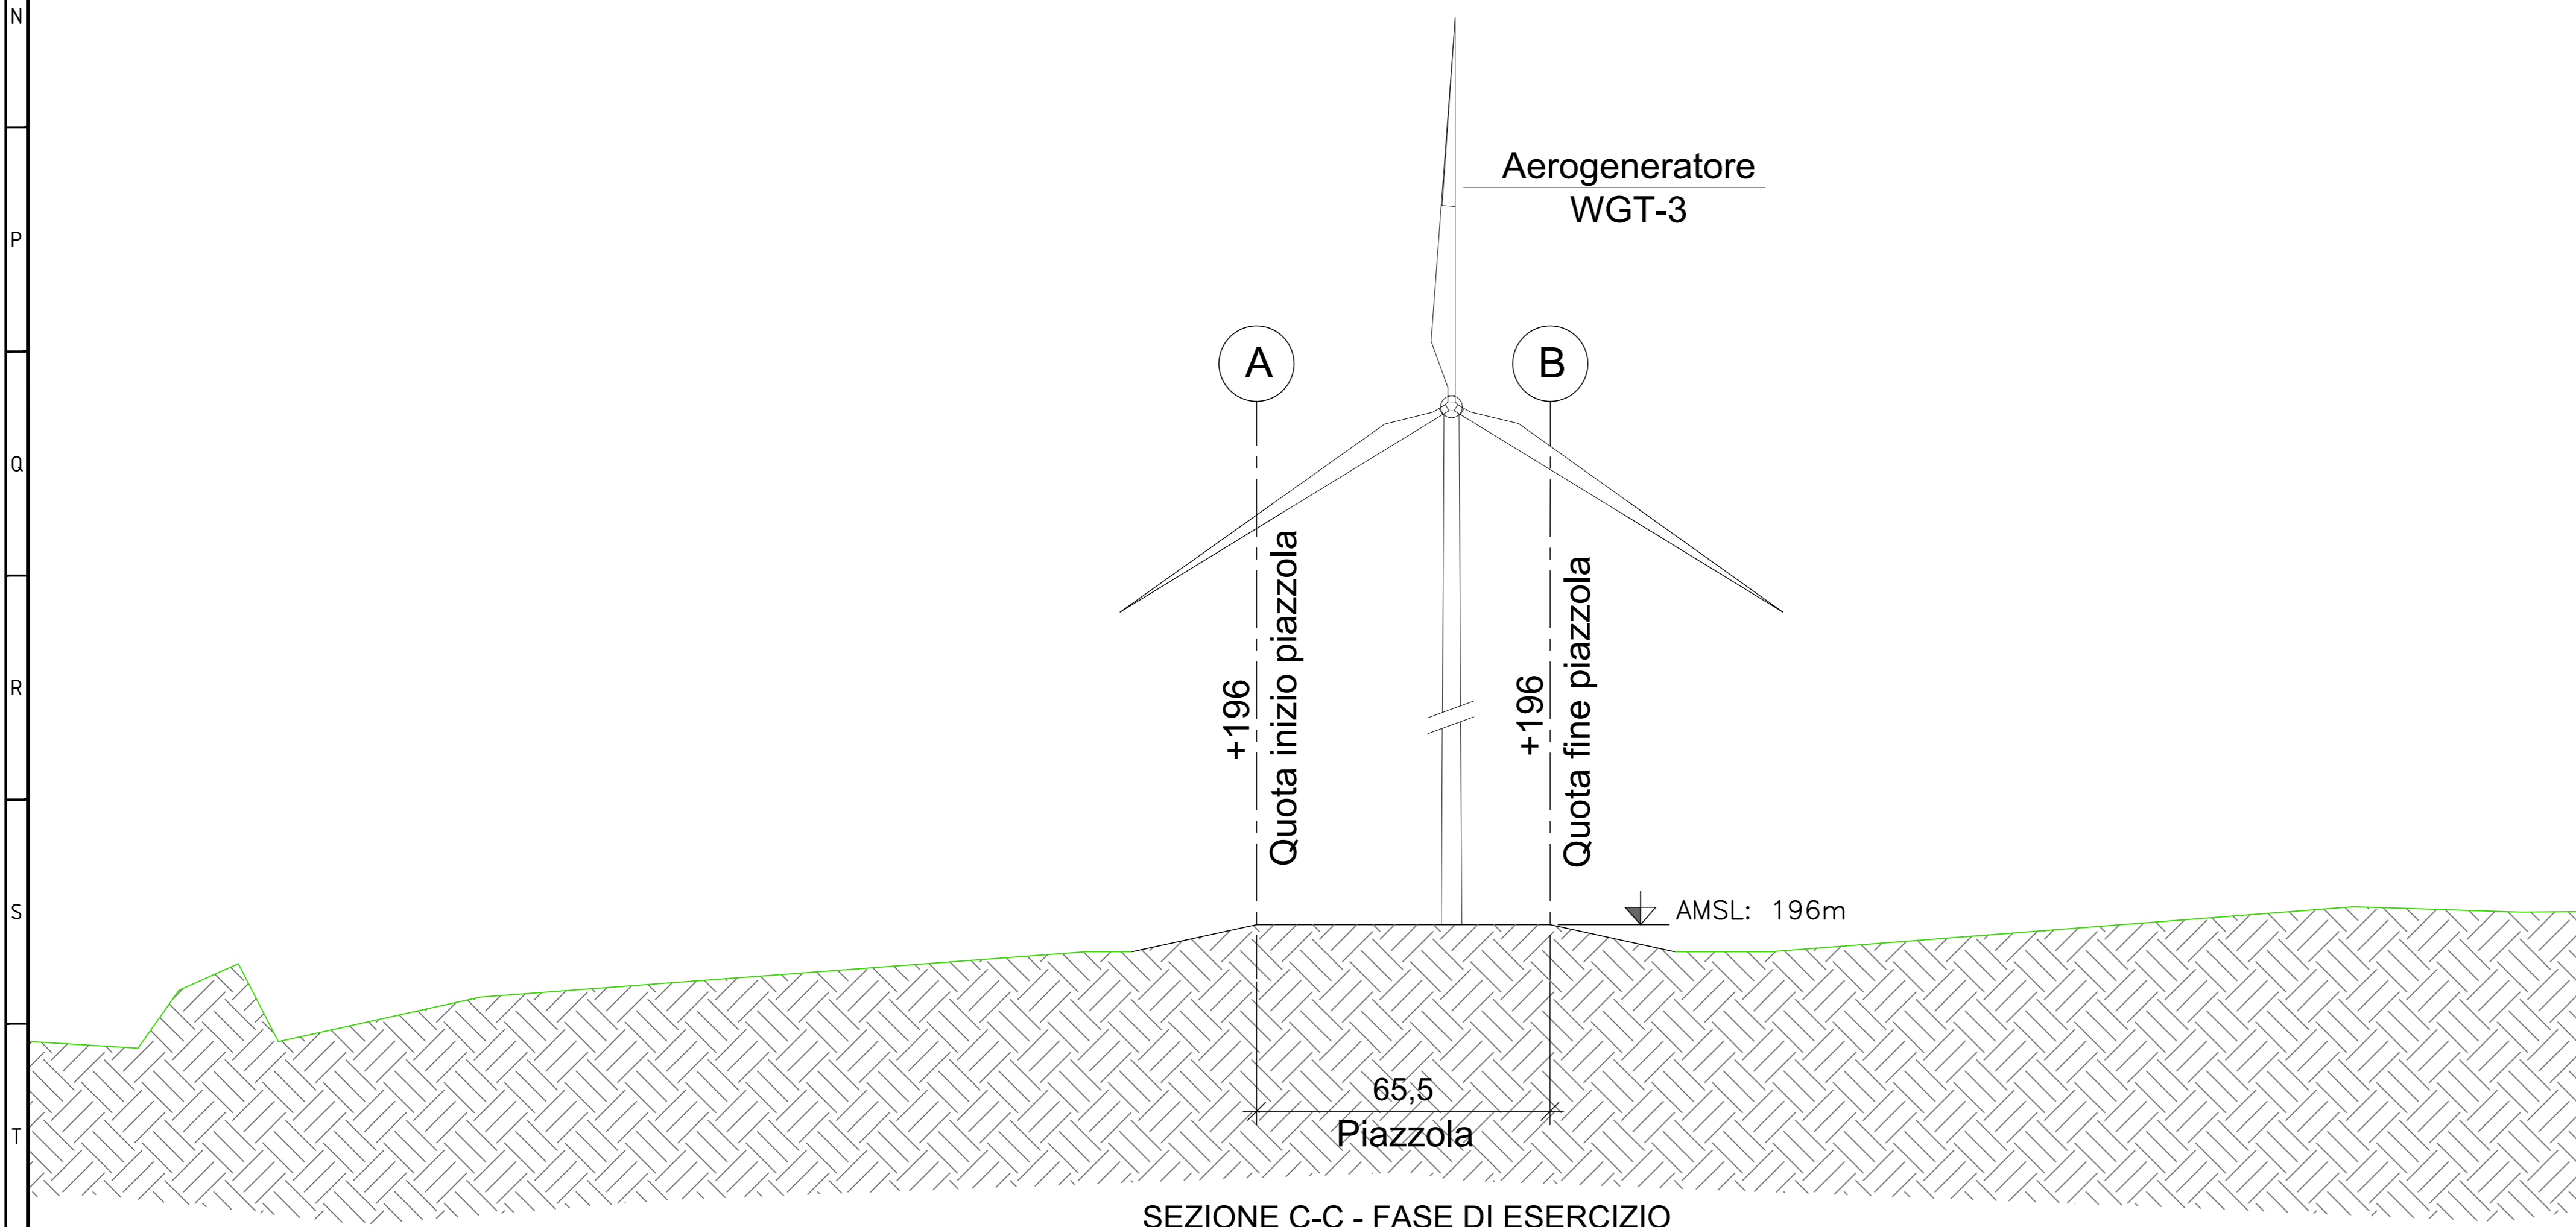 N
P
Q
R
S
T
Aerogeneratore
WGT-3
A
B
+196
Quota inizio piazzola
+196
Quota fine piazzola
AMSL: 196m
65,5
Piazzola
SEZIONE C-C - FASE DI ESERCIZIO